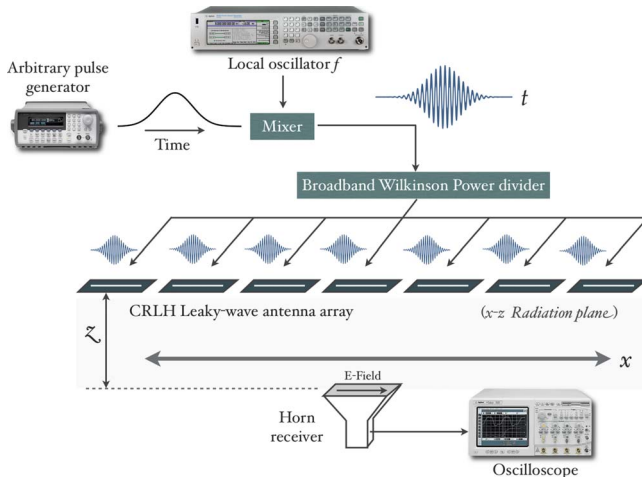 Arbitrary pulse
generator
Local oscillator f
Time
Mixer
t
Broadband Wilkinson Power divider
CRLH Leaky-wave antenna array
(x-z Radiation plane)
z
x
E-Field
Horn
receiver
Oscilloscope